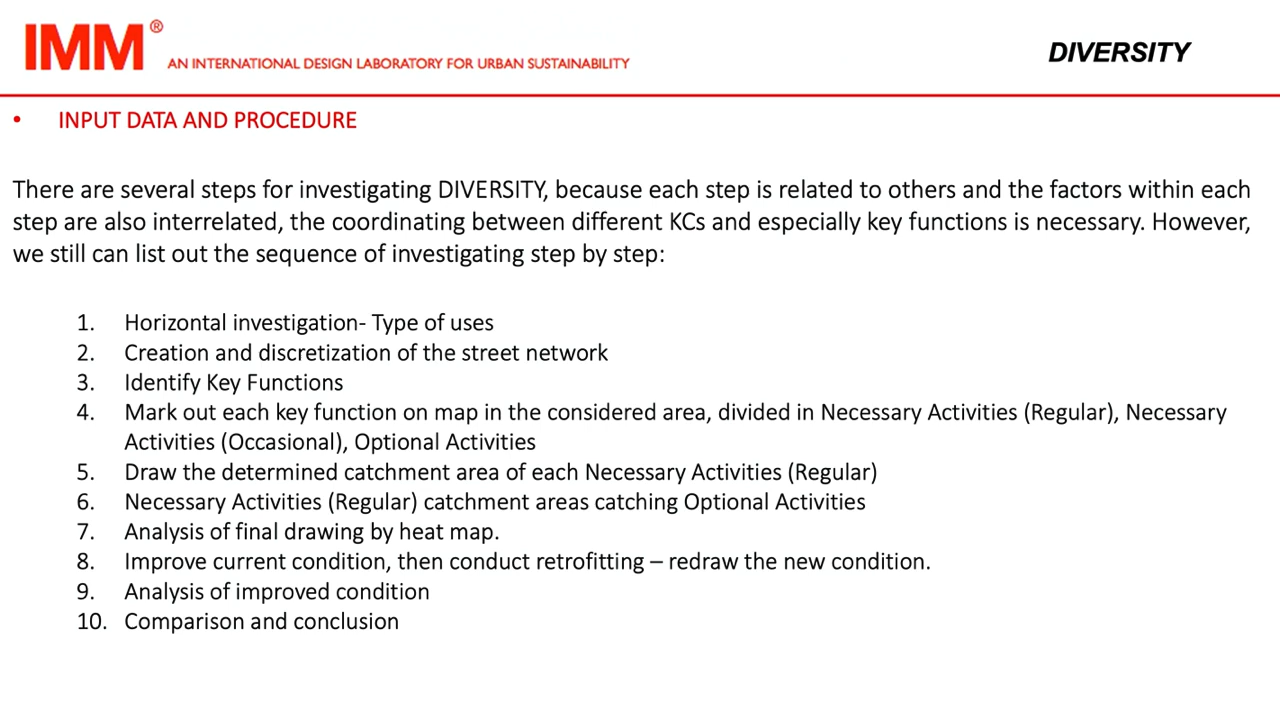 IMM®
AN INTERNATIONAL DESIGN LABORATORY FOR URBAN SUSTAINABILITY
DIVERSITY
• INPUT DATA AND PROCEDURE
There are several steps for investigating DIVERSITY, because each step is related to others and the factors within each
step are also interrelated, the coordinating between different KCs and especially key functions is necessary. However,
we still can list out the sequence of investigating step by step:
1. Horizontal investigation- Type of uses
2. Creation and discretization of the street network
3. Identify Key Functions
4. Mark out each key function on map in the considered area, divided in Necessary Activities (Regular), Necessary
Activities (Occasional), Optional Activities
5. Draw the determined catchment area of each Necessary Activities (Regular)
6. Necessary Activities (Regular) catchment areas catching Optional Activities
7. Analysis of final drawing by heat map.
8. Improve current condition, then conduct retrofitting – redraw the new condition.
9. Analysis of improved condition
10. Comparison and conclusion